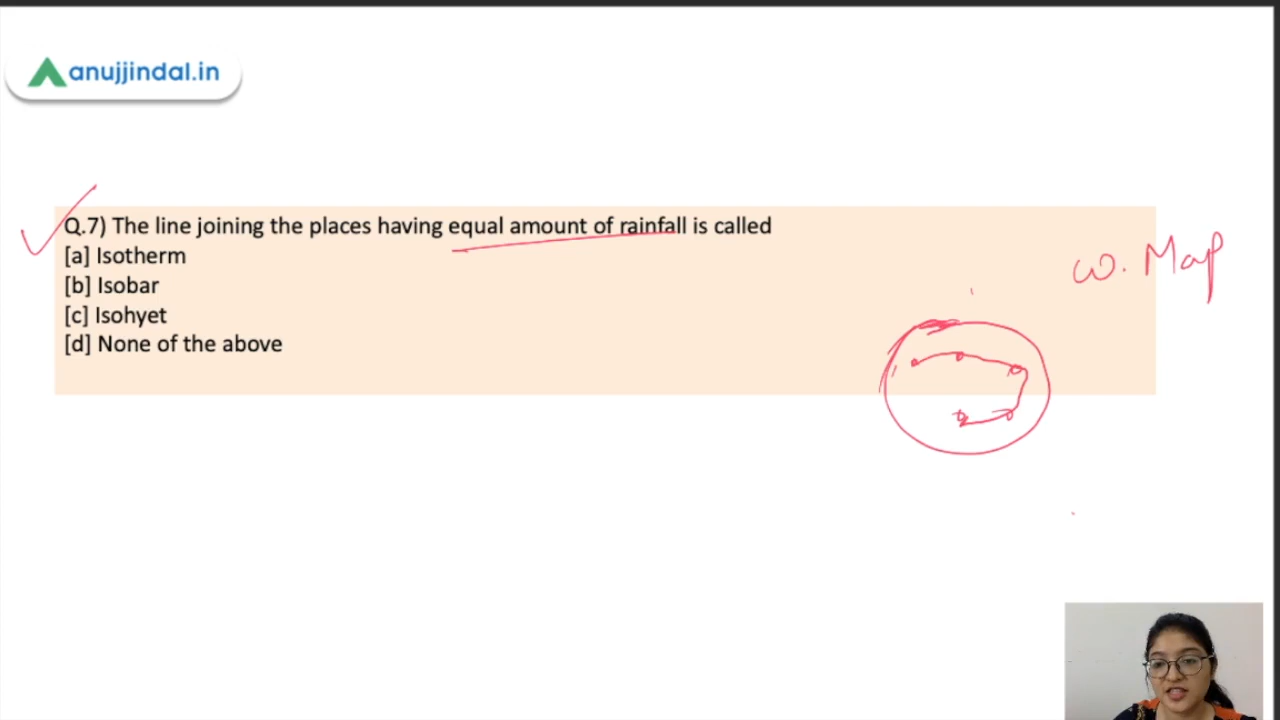 anujjindal.in
Q.7) The line joining the places having equal amount of rainfall is called
[a] Isotherm
[b] Isobar
[c] Isohyet
[d] None of the above
W. Map